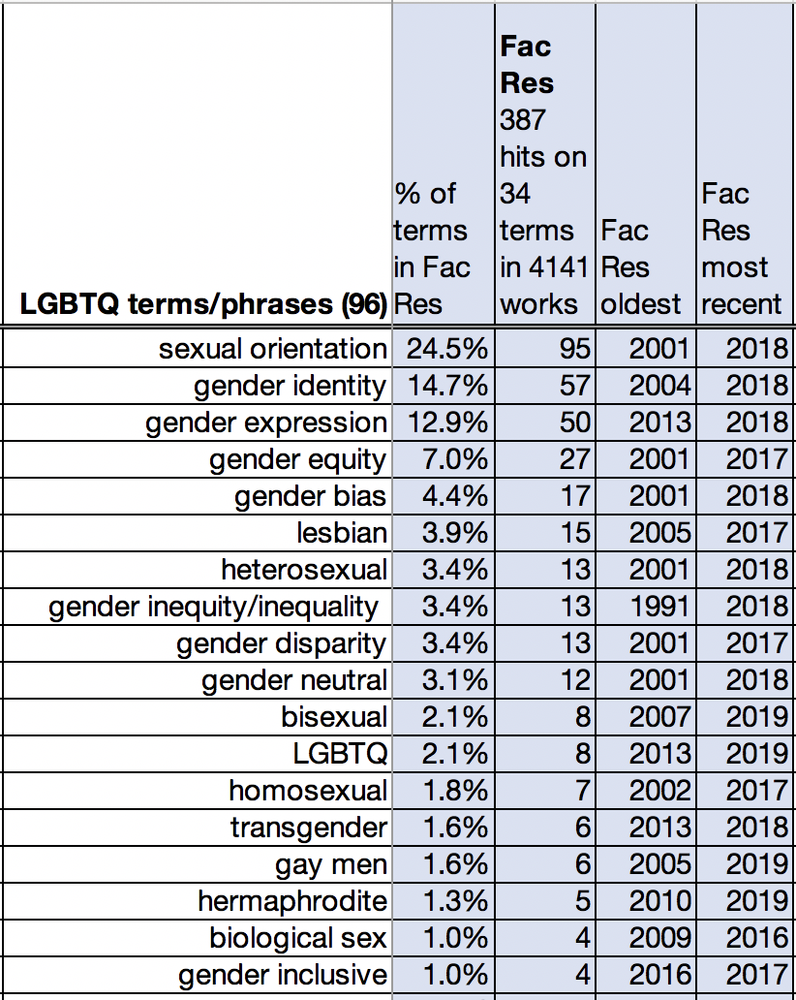 LGBTQ terms/phrases (96) % of terms in Fac Res Fac Res 387 hits on 34 terms in 4141 works Fac Res oldest Fac Res most recent
sexual orientation 24.5% 95 2001 2018
gender identity 14.7% 57 2004 2018
gender expression 12.9% 50 2013 2018
gender equity 7.0% 27 2001 2017
gender bias 4.4% 17 2001 2018
lesbian 3.9% 15 2005 2017
heterosexual 3.4% 13 2001 2018
gender inequity/inequality 3.4% 13 1991 2018
gender disparity 3.4% 13 2001 2017
gender neutral 3.1% 12 2001 2018
bisexual 2.1% 8 2007 2019
LGBTQ 2.1% 8 2013 2019
homosexual 1.8% 7 2002 2017
transgender 1.6% 6 2013 2018
gay men 1.6% 6 2005 2019
hermaphrodite 1.3% 5 2010 2019
biological sex 1.0% 4 2009 2016
gender inclusive 1.0% 4 2016 2017